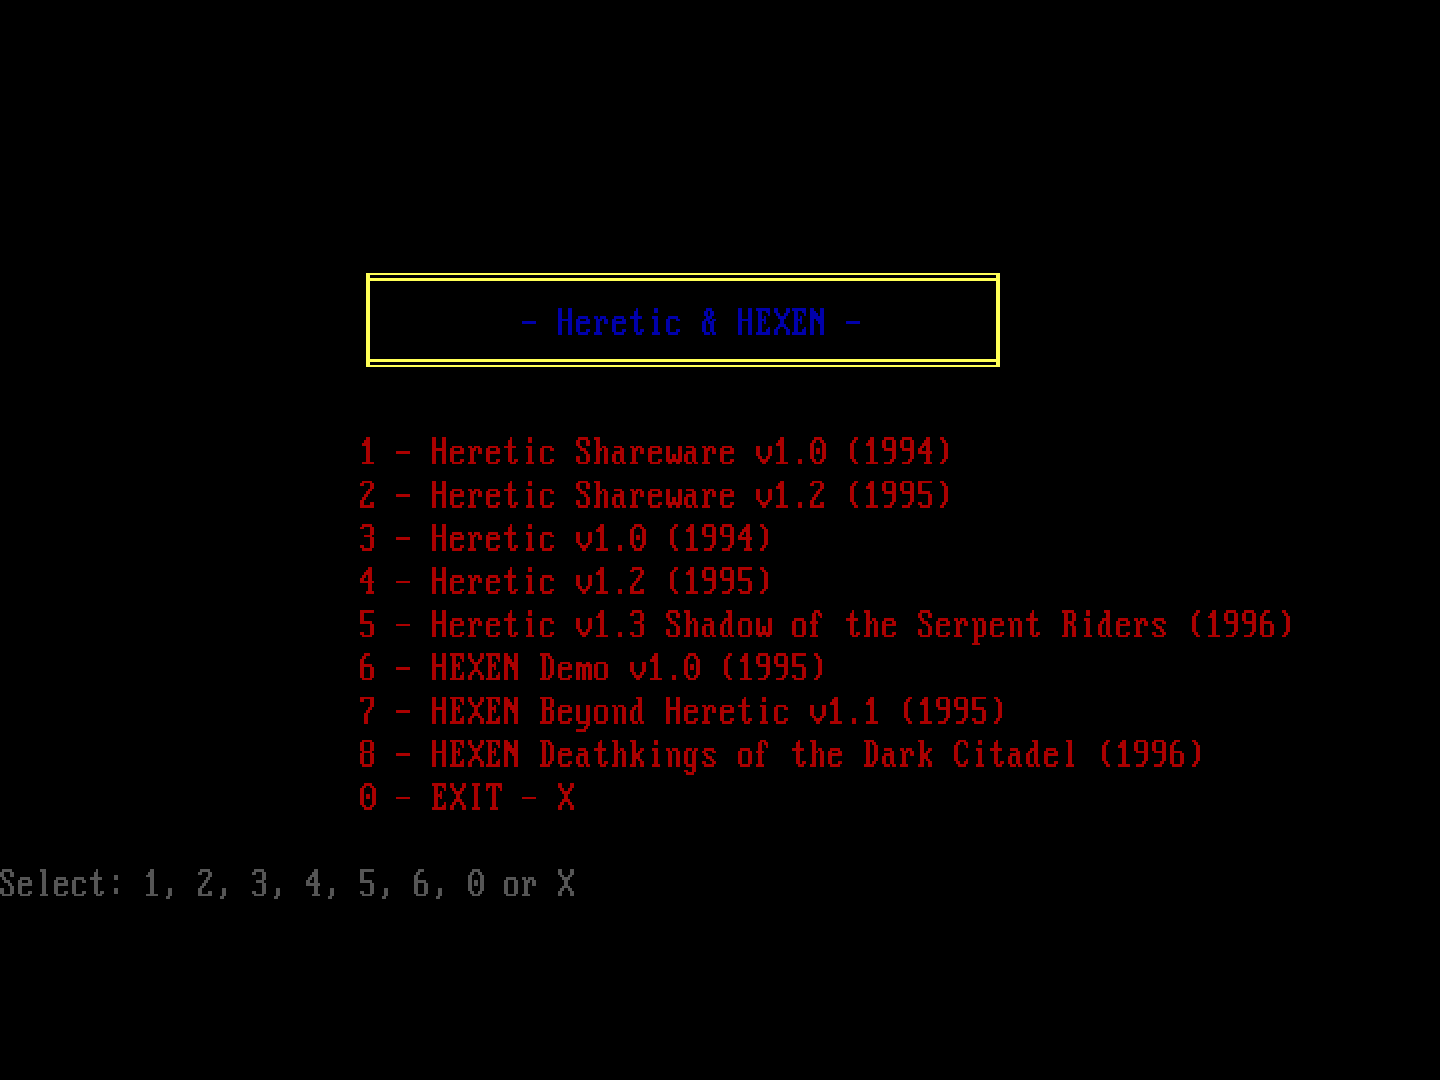 - Heretic & HEXEN -
1 - Heretic Shareware v1.0 (1994)
2 - Heretic Shareware v1.2 (1995)
3 - Heretic v1.0 (1994)
4 - Heretic v1.2 (1995)
5 - Heretic v1.3 Shadow of the Serpent Riders (1996)
6 - HEXEN Demo v1.0 (1995)
7 - HEXEN Beyond Heretic v1.1 (1995)
8 - HEXEN Deathkings of the Dark Citadel (1996)
0 - EXIT - X
Select: 1, 2, 3, 4, 5, 6, 0 or X